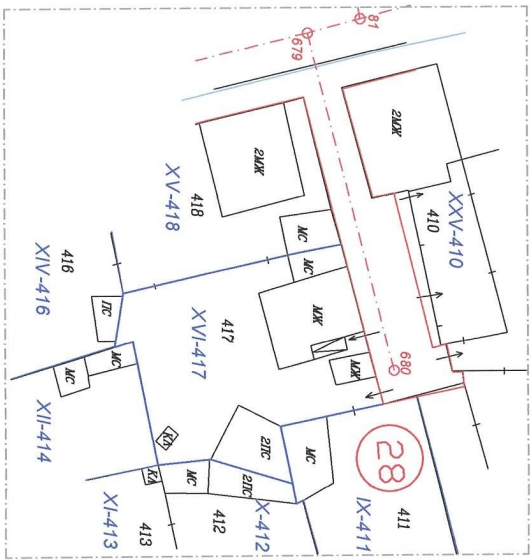 81
679
2МЖ
2МЖ
XXV-410
410
418
XV-418
МС
МС
416
XIV-416
ПС
417
XVI-417
МЖ
МЖ
680
МС
МС
XII-414
КЛ
2ПС
МС
28
КЛ
МС
2ПС
X-412
IX-411
411
XI-413
413
412